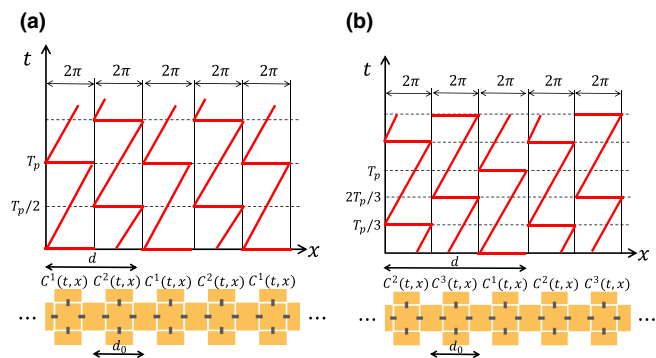 (a)
t
2π 2π 2π 2π 2π
T_p
T_p/2
x
d
C^1(t,x) C^2(t,x) C^1(t,x) C^2(t,x) C^1(t,x)
... ...
d_0
(b)
t
2π 2π 2π 2π 2π
T_p
2T_p/3
T_p/3
x
d
C^2(t,x) C^3(t,x) C^1(t,x) C^2(t,x) C^3(t,x)
... ...
d_0